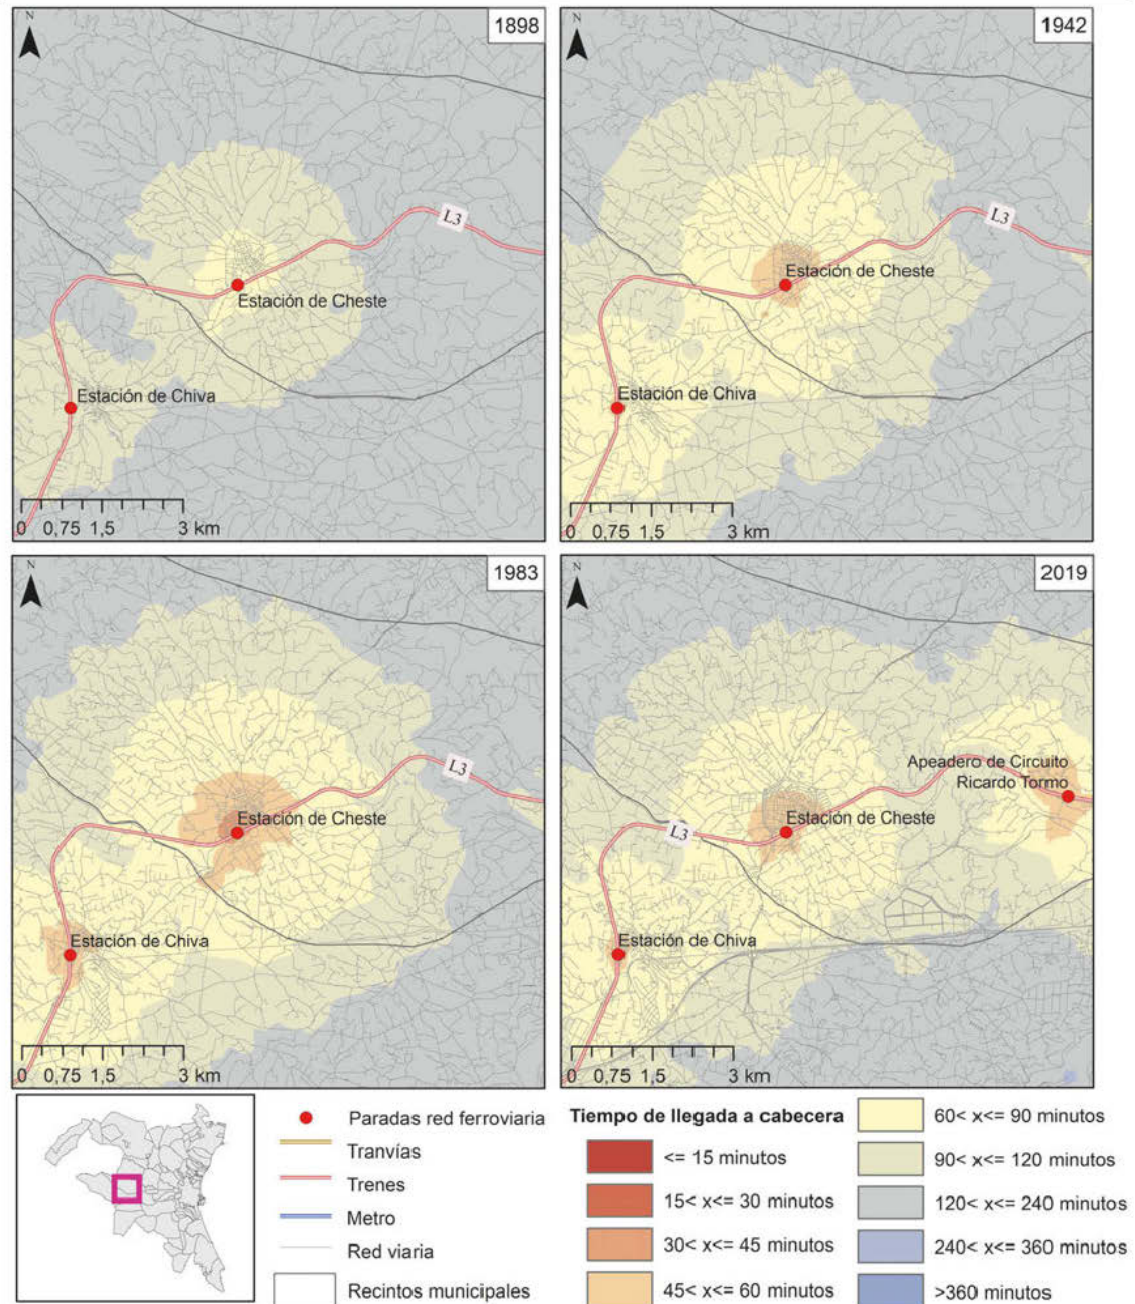 N
1898
L3
Estación de Cheste
Estación de Chiva
0 0,75 1,5 3 km
N
1942
L3
Estación de Cheste
Estación de Chiva
0 0,75 1,5 3 km
N
1983
L3
Estación de Cheste
Estación de Chiva
0 0,75 1,5 3 km
N
2019
Apeadero de Circuito
Ricardo Tormo
L3
Estación de Cheste
Estación de Chiva
0 0,75 1,5 3 km
Paradas red ferroviaria
Tranvías
Trenes
Metro
Red viaria
Recintos municipales
Tiempo de llegada a cabecera
<= 15 minutos
15< x<= 30 minutos
30< x<= 45 minutos
45< x<= 60 minutos
60< x<= 90 minutos
90< x<= 120 minutos
120< x<= 240 minutos
240< x<= 360 minutos
>360 minutos